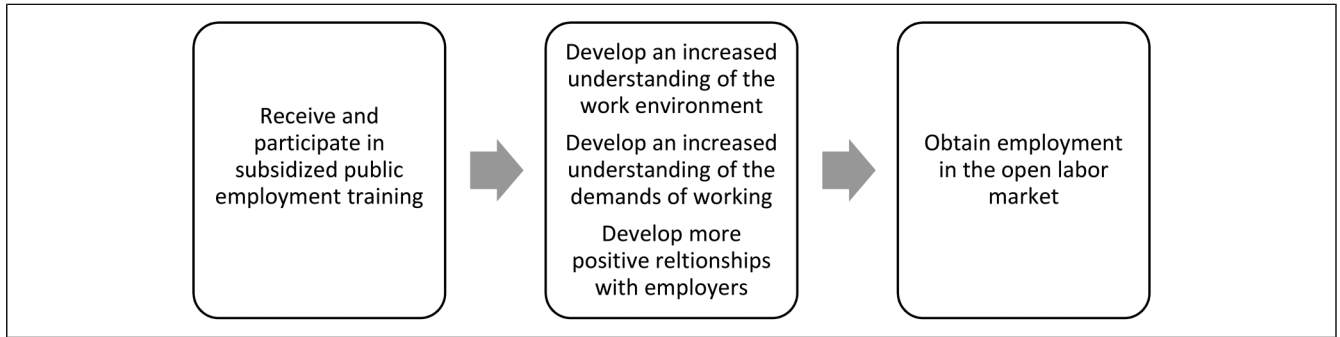 Receive and
participate in
subsidized public
employment training
Develop an increased
understanding of the
work environment
Develop an increased
understanding of the
demands of working
Develop more
positive reltionships
with employers
Obtain employment
in the open labor
market